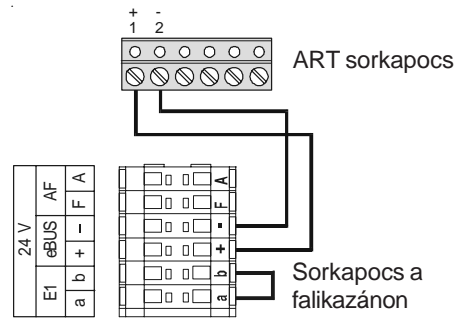 + -
1 2
ART sorkapocs
24 V
AF
eBUS
E1
A
F
-
+
b
a
A
F
-
+
b
a
Sorkapocs a
falikazánon